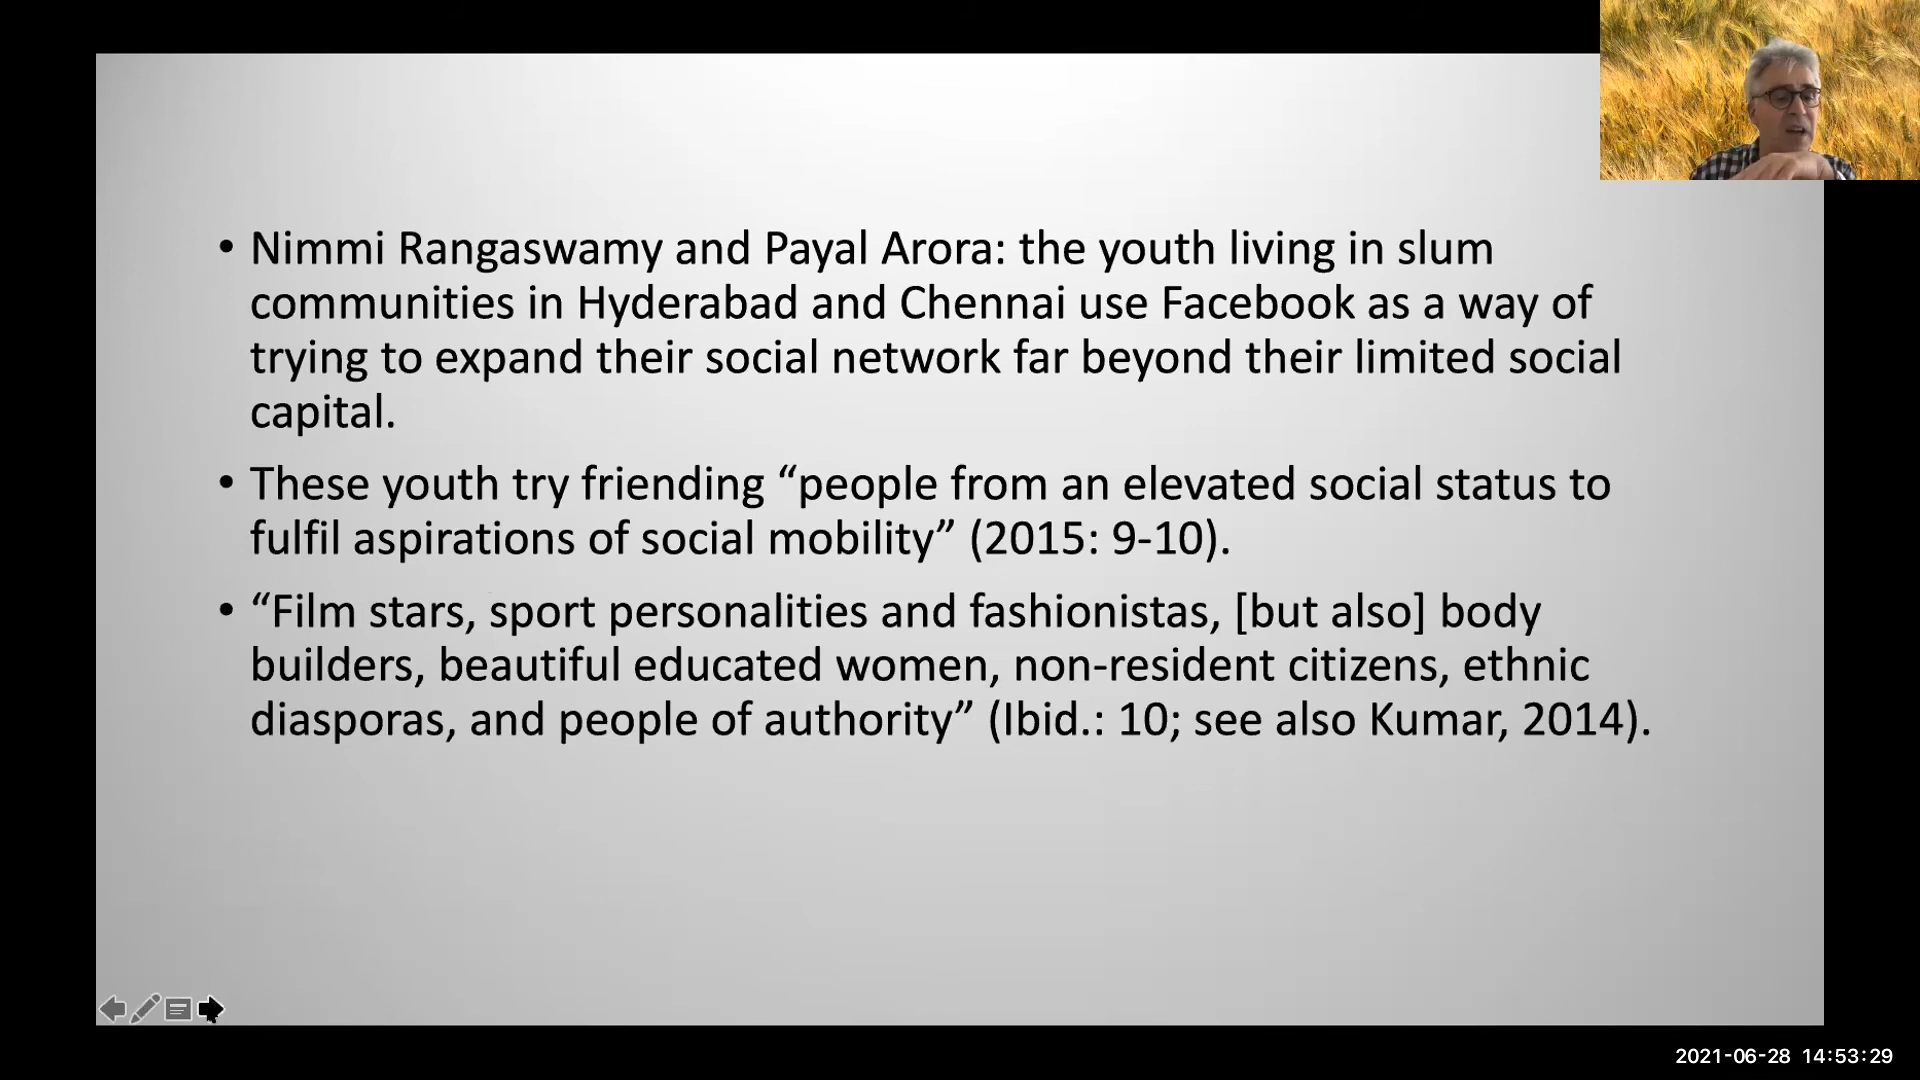 • Nimmi Rangaswamy and Payal Arora: the youth living in slum
communities in Hyderabad and Chennai use Facebook as a way of
trying to expand their social network far beyond their limited social
capital.
• These youth try friending “people from an elevated social status to
fulfil aspirations of social mobility” (2015: 9-10).
• “Film stars, sport personalities and fashionistas, [but also] body
builders, beautiful educated women, non-resident citizens, ethnic
diasporas, and people of authority” (Ibid.: 10; see also Kumar, 2014).
2021-06-28 14:53:29